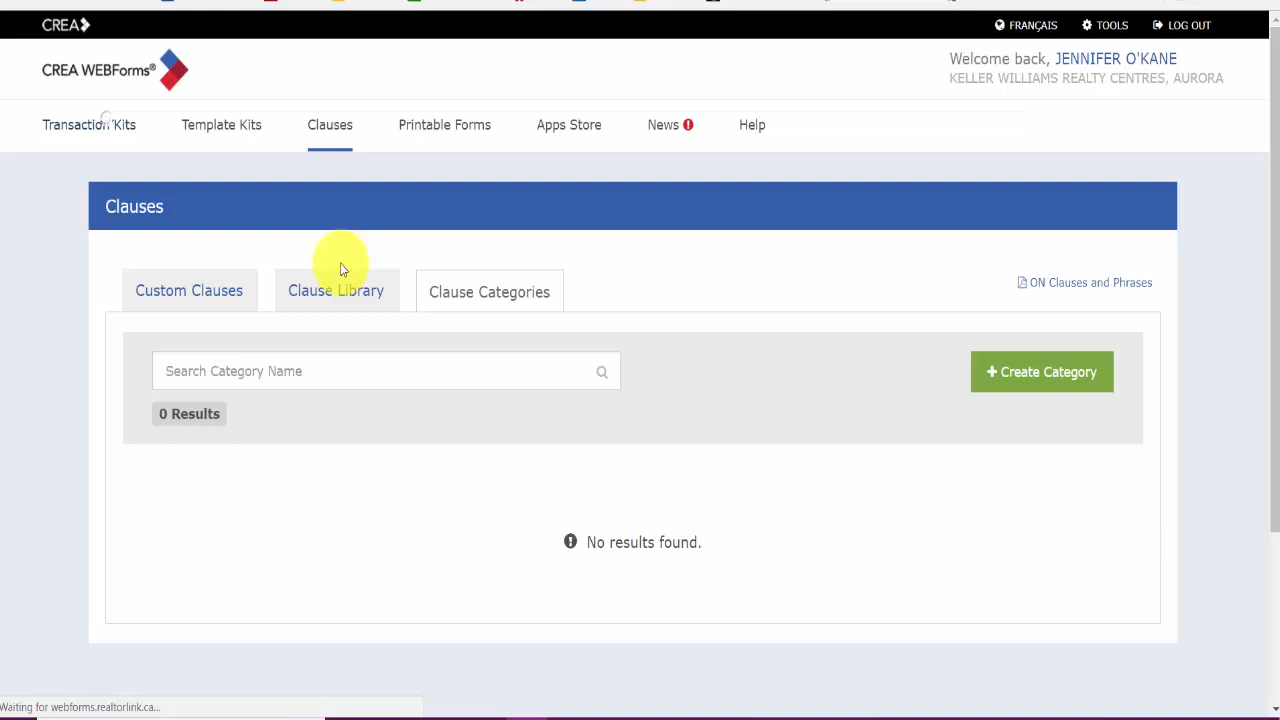 CREA
FRANÇAIS TOOLS LOG OUT
CREA WEBForms®
Welcome back, JENNIFER O'KANE
KELLER WILLIAMS REALTY CENTRES, AURORA
Transaction Kits Template Kits Clauses Printable Forms Apps Store News Help
Clauses
Custom Clauses Clause Library Clause Categories
ON Clauses and Phrases
Search Category Name
+ Create Category
0 Results
No results found.
Waiting for webforms.realtorlink.ca...